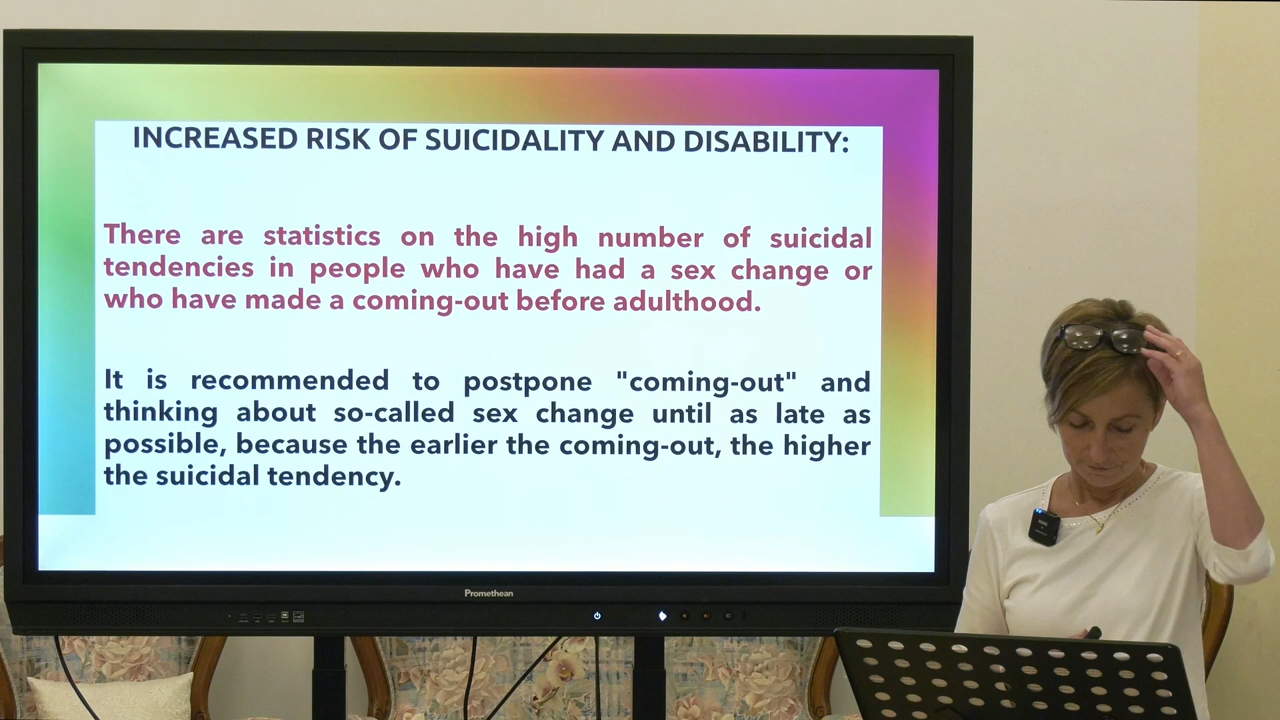 INCREASED RISK OF SUICIDALITY AND DISABILITY:
There are statistics on the high number of suicidal
tendencies in people who have had a sex change or
who have made a coming-out before adulthood.
It is recommended to postpone "coming-out" and
thinking about so-called sex change until as late as
possible, because the earlier the coming-out, the higher
the suicidal tendency.
Promethean